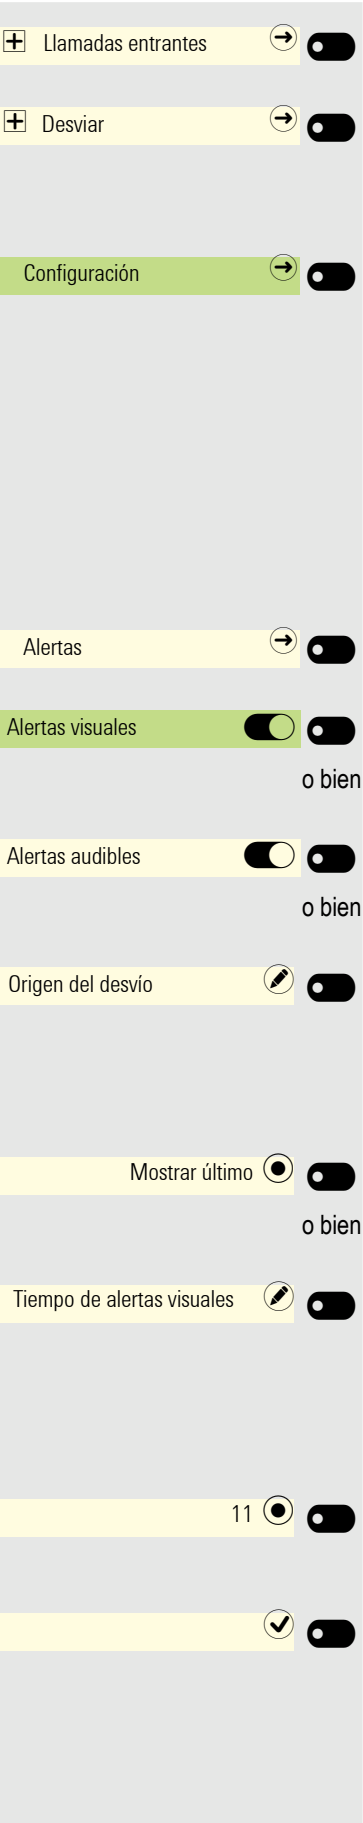 Llamadas entrantes
Desviar
Configuración
Alertas
Alertas visuales
o bien
Alertas audibles
o bien
Origen del desvío
Mostrar último
o bien
Tiempo de alertas visuales
11